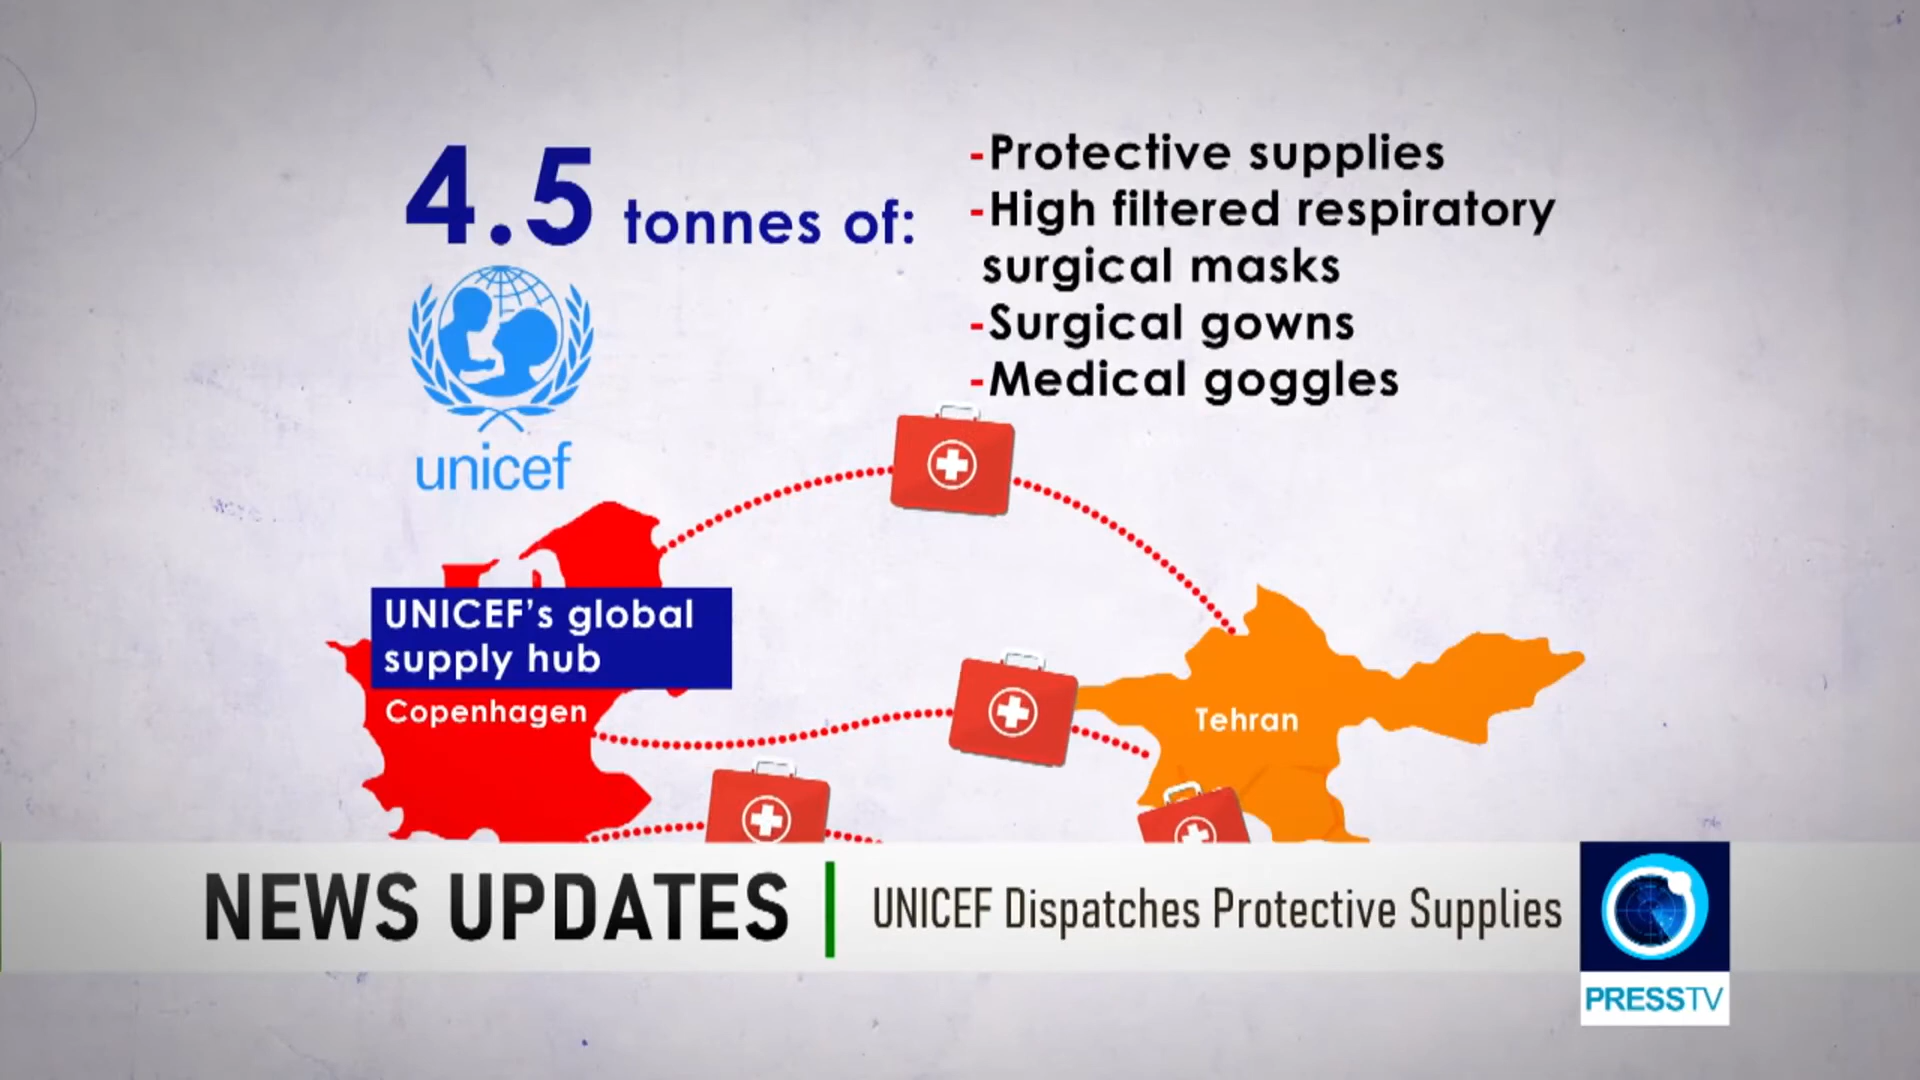 4.5 tonnes of:
-Protective supplies
-High filtered respiratory
surgical masks
-Surgical gowns
-Medical goggles
unicef
UNICEF's global
supply hub
Copenhagen
Tehran
NEWS UPDATES
UNICEF Dispatches Protective Supplies
PRESSTV